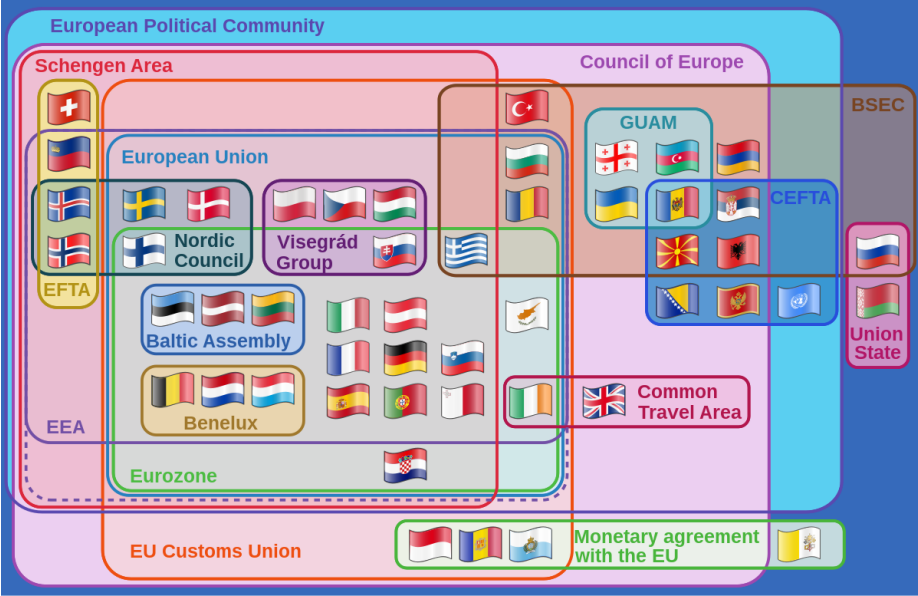 European Political Community
Schengen Area
Council of Europe
BSEC
GUAM
European Union
CEFTA
Nordic
Council
Visegrád
Group
EFTA
Baltic Assembly
Union
State
Common
Travel Area
Benelux
EEA
Eurozone
EU Customs Union
Monetary agreement
with the EU